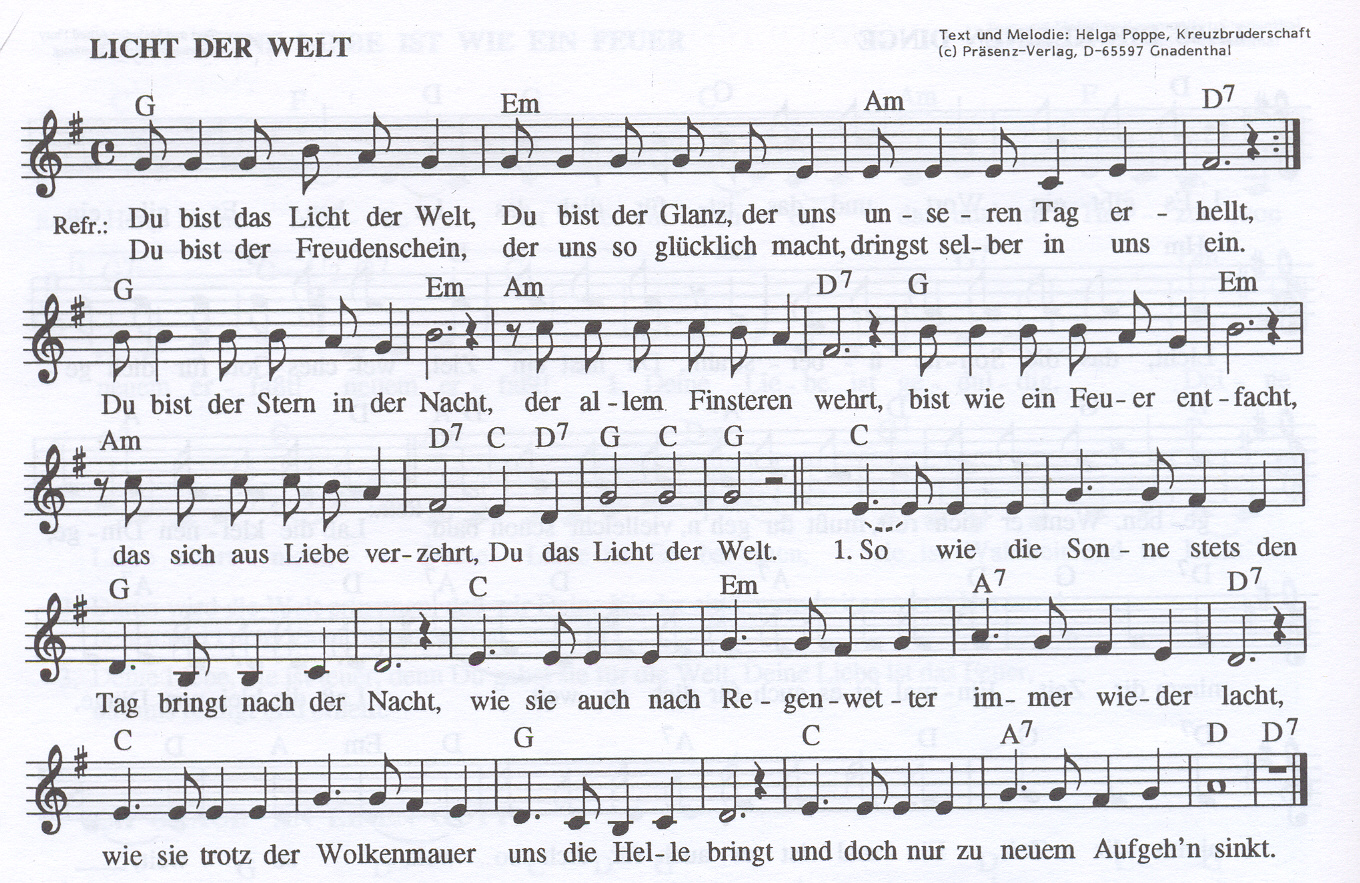 LICHT DER WELT
Text und Melodie: Helga Poppe, Kreuzbruderschaft
(c) Präsenz-Verlag, D-65597 Gnadenthal
G Em Am D7
Refr.: Du bist das Licht der Welt, Du bist der Glanz, der uns un - se - ren Tag er - hellt,
Du bist der Freudenschein, der uns so glücklich macht, dringst sel-ber in uns ein.
G Em Am D7 G Em
Du bist der Stern in der Nacht, der al-lem Finsteren wehrt, bist wie ein Feu-er ent-facht,
Am D7 C D7 G C G C
das sich aus Liebe ver-zehrt, Du das Licht der Welt. 1. So wie die Son - ne stets den
G C Em A7 D7
Tag bringt nach der Nacht, wie sie auch nach Re - gen-wet-ter im- mer wie-der lacht,
C G C A7 D D7
wie sie trotz der Wolkenmauer uns die Hel-le bringt und doch nur zu neuem Aufgeh'n sinkt.